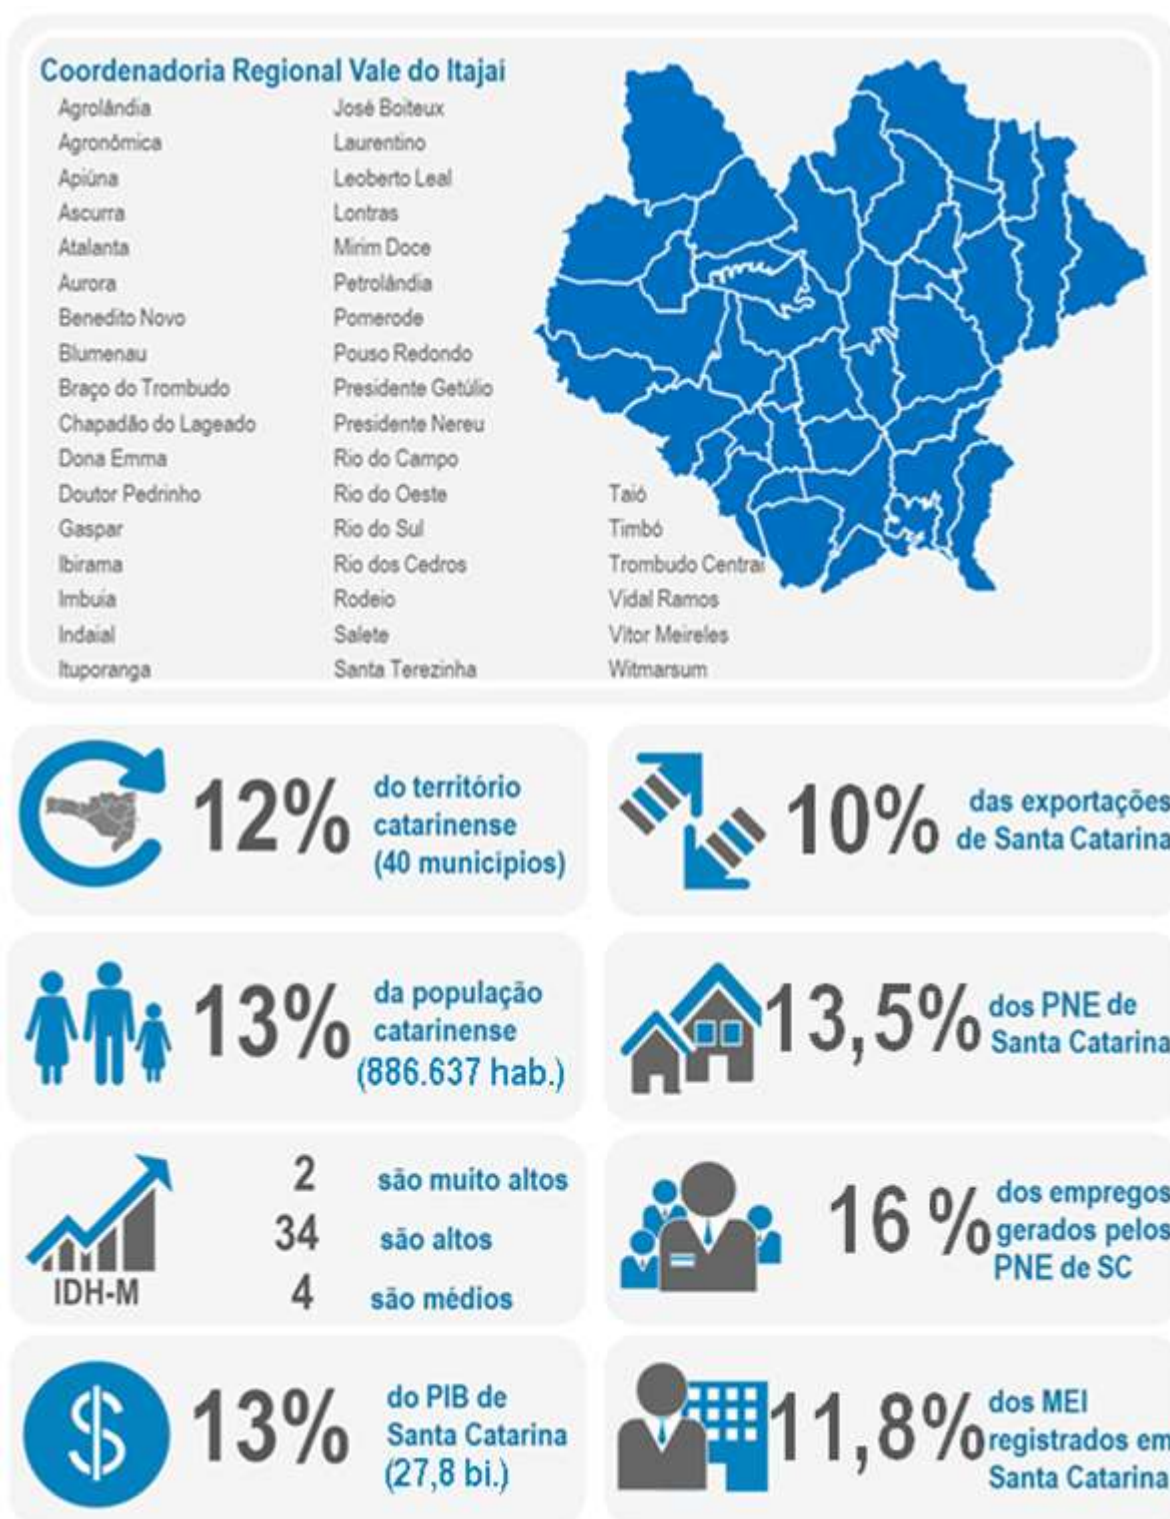 Coordenadoria Regional Vale do Itajai
Agrolândia
Agronômica
Apiúna
Ascurra
Atalanta
Aurora
Benedito Novo
Blumenau
Braço do Trombudo
Chapadão do Lageado
Dona Emma
Doutor Pedrinho
Gaspar
Ibirama
Imbuia
Indaial
Ituporanga
José Boiteux
Laurentino
Leoberto Leal
Lontras
Mirim Doce
Petrolândia
Pomerode
Pouso Redondo
Presidente Getúlio
Presidente Nereu
Rio do Campo
Rio do Oeste
Rio do Sul
Rio dos Cedros
Rodeio
Salete
Santa Terezinha
Taió
Timbó
Trombudo Central
Vidal Ramos
Vitor Meireles
Witmarsum
12%
do território
catarinense
(40 municípios)
10%
das exportações
de Santa Catarina
13%
da população
catarinense
(886.637 hab.)
13,5%
dos PNE de
Santa Catarina
IDH-M
2 são muito altos
34 são altos
4 são médios
16 %
dos empregos
gerados pelos
PNE de SC
13%
do PIB de
Santa Catarina
(27,8 bi.)
11,8%
dos MEI
registrados em
Santa Catarina